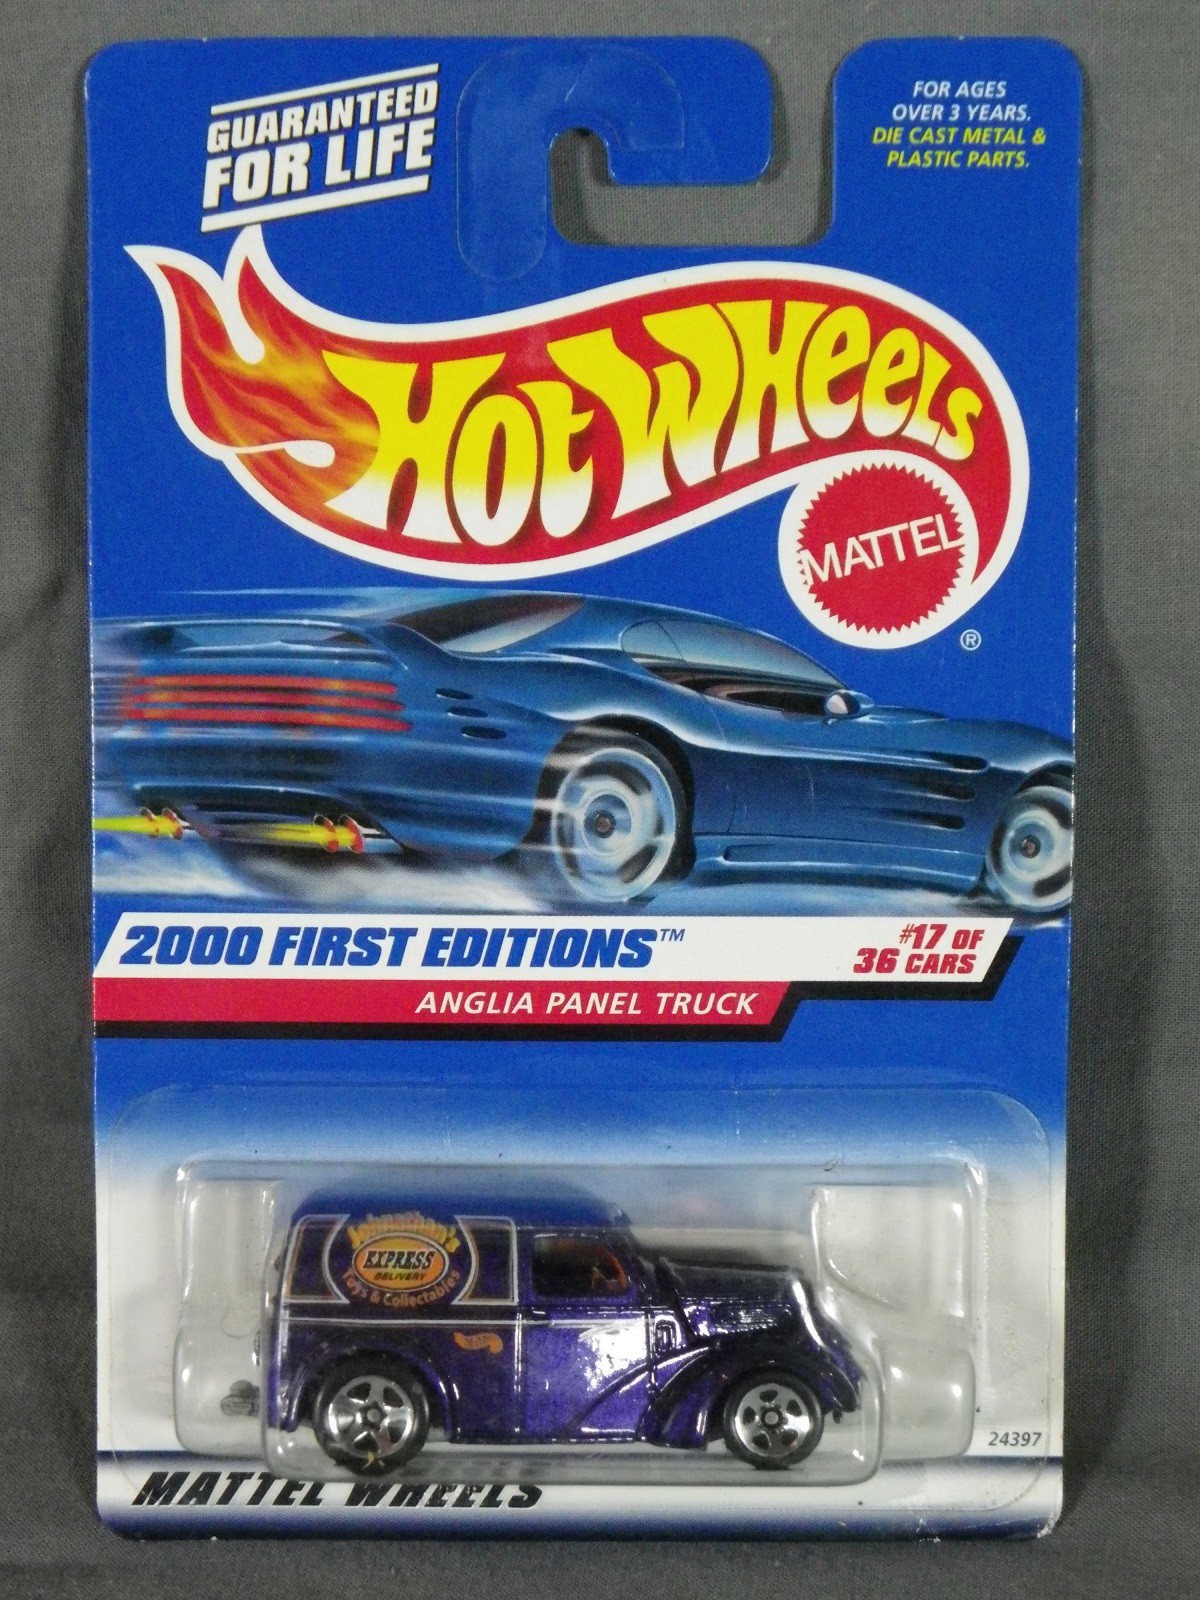 GUARANTEED
FOR LIFE
FOR AGES
OVER 3 YEARS.
DIE CAST METAL &
PLASTIC PARTS.
HOT WHEELS
MATTEL
®
2000 FIRST EDITIONS™
#17 OF
36 CARS
ANGLIA PANEL TRUCK
Johnathan's
EXPRESS
DELIVERY
Toys & Collectables
24397
MATTEL WHEELS